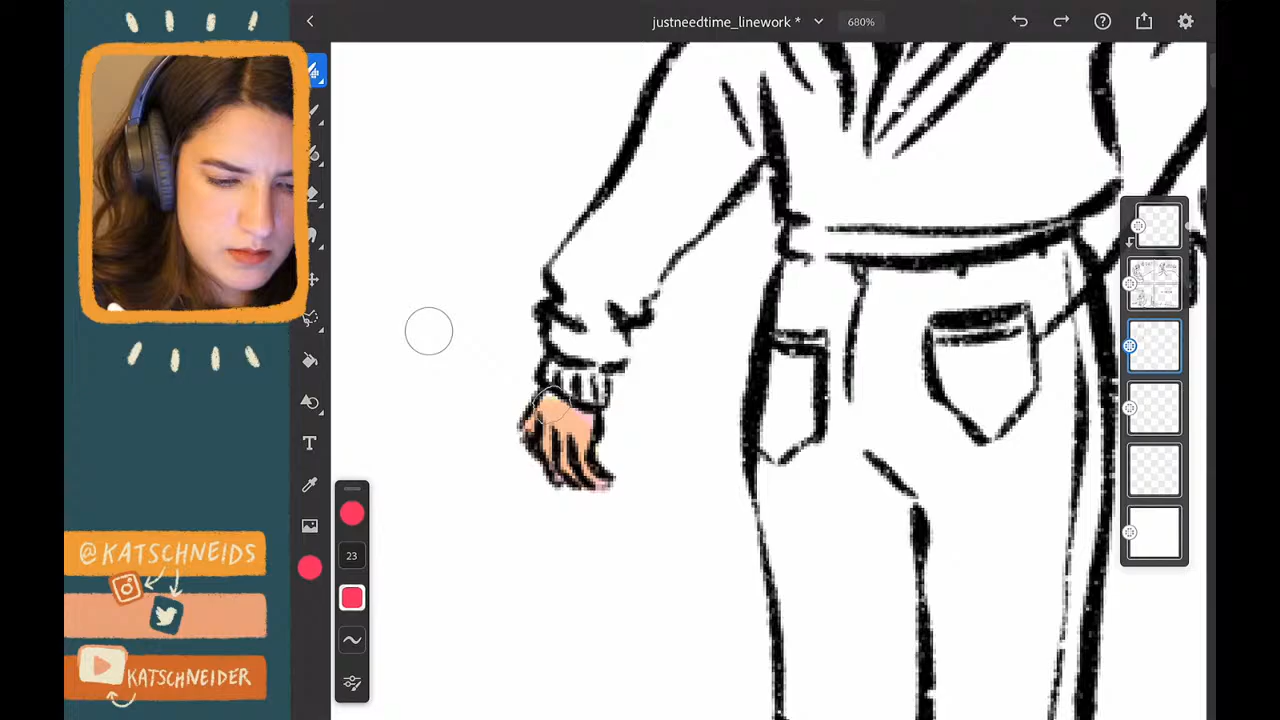 justneedtime_linework *
680%
T
23
@KATSCHNEIDS
KATSCHNEIDER